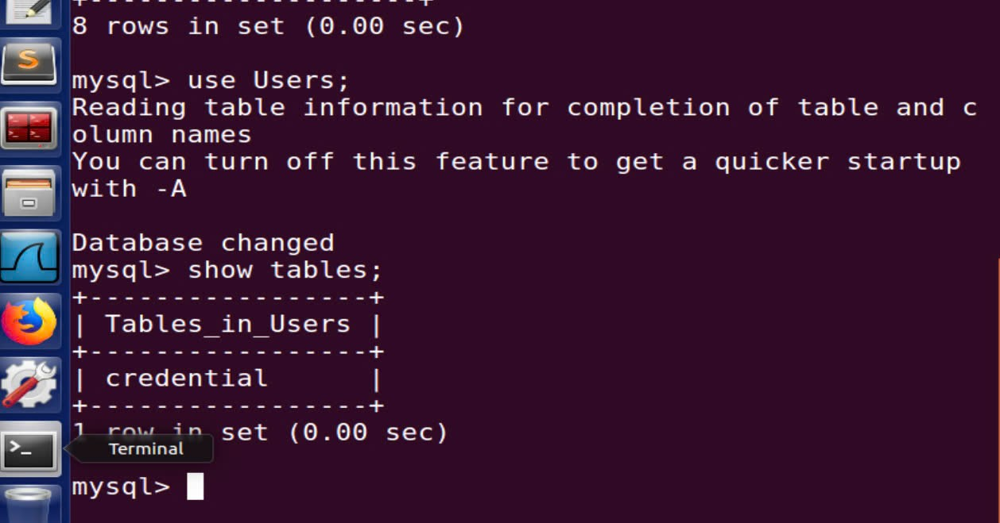 +---------------------+
8 rows in set (0.00 sec)
mysql> use Users;
Reading table information for completion of table and c
olumn names
You can turn off this feature to get a quicker startup
with -A
Database changed
mysql> show tables;
+-----------------+
| Tables_in_Users |
+-----------------+
| credential      |
+-----------------+
1 row in set (0.00 sec)
Terminal
mysql>